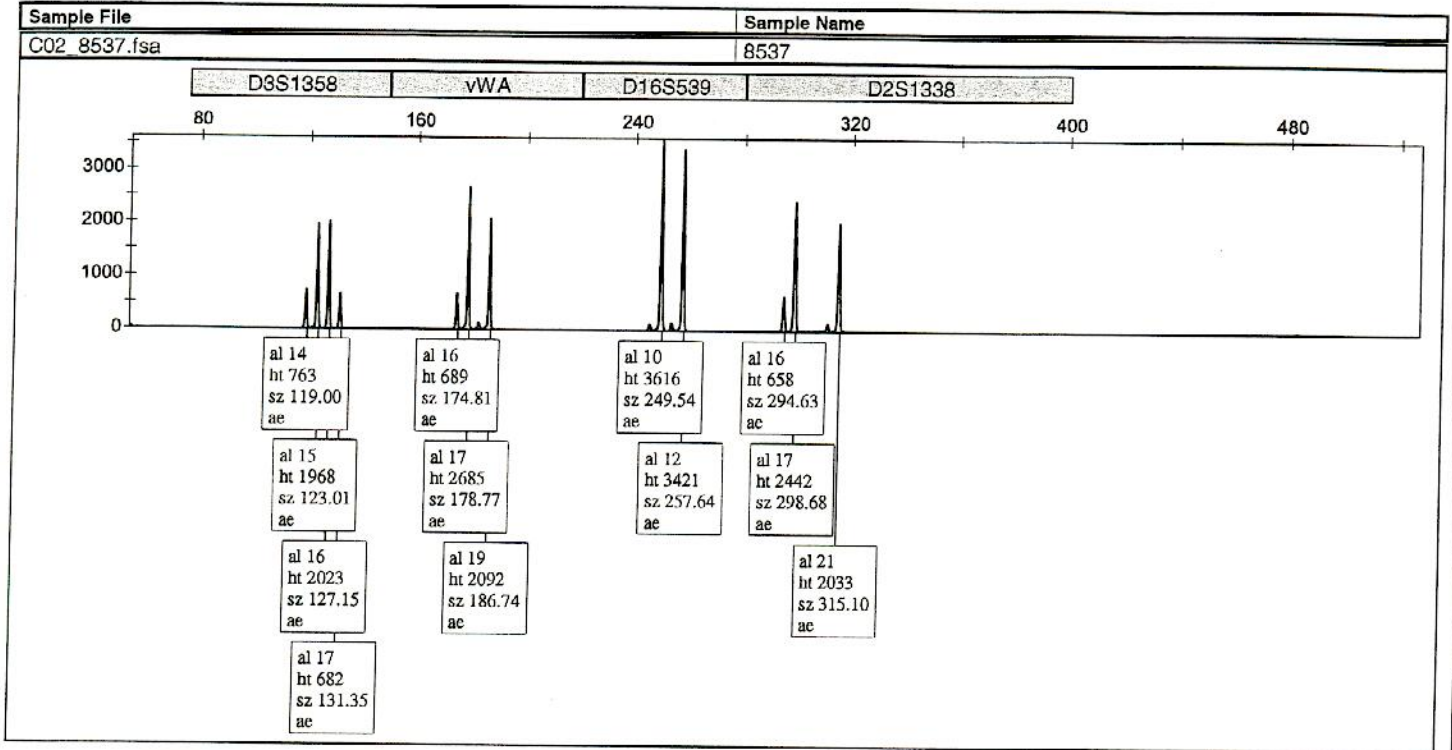 Sample File Sample Name
C02_8537.fsa 8537
D3S1358 vWA D16S539 D2S1338
80 160 240 320 400 480
3000
2000
1000
0
al 14
ht 763
sz 119.00
ae
al 15
ht 1968
sz 123.01
ae
al 16
ht 2023
sz 127.15
ae
al 17
ht 682
sz 131.35
ae
al 16
ht 689
sz 174.81
ae
al 17
ht 2685
sz 178.77
ae
al 19
ht 2092
sz 186.74
ae
al 10
ht 3616
sz 249.54
ae
al 12
ht 3421
sz 257.64
ae
al 16
ht 658
sz 294.63
ae
al 17
ht 2442
sz 298.68
ae
al 21
ht 2033
sz 315.10
ae